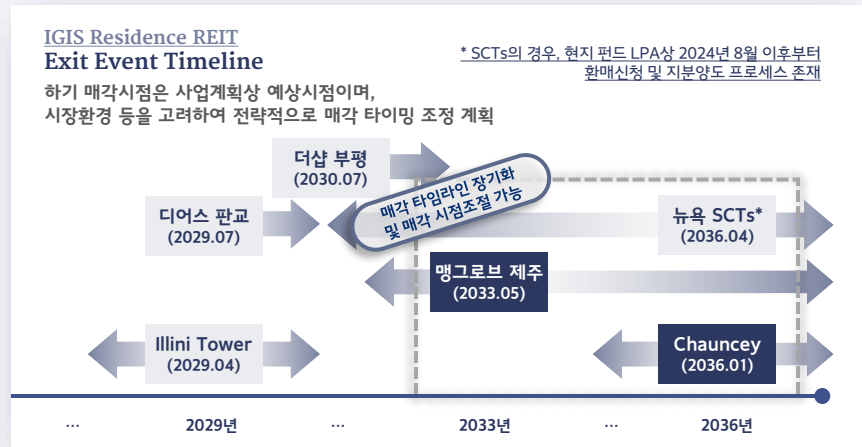 IGIS Residence REIT
Exit Event Timeline
* SCTs의 경우, 현지 펀드 LPA상 2024년 8월 이후부터
환매신청 및 지분양도 프로세스 존재
하기 매각시점은 사업계획상 예상시점이며,
시장환경 등을 고려하여 전략적으로 매각 타이밍 조정 계획
더샵 부평
(2030.07)
매각 타임라인 장기화
및 매각 시점조절 가능
디어스 판교
(2029.07)
뉴욕 SCTs*
(2036.04)
맹그로브 제주
(2033.05)
Illini Tower
(2029.04)
Chauncey
(2036.01)
... 2029년 ... 2033년 ... 2036년